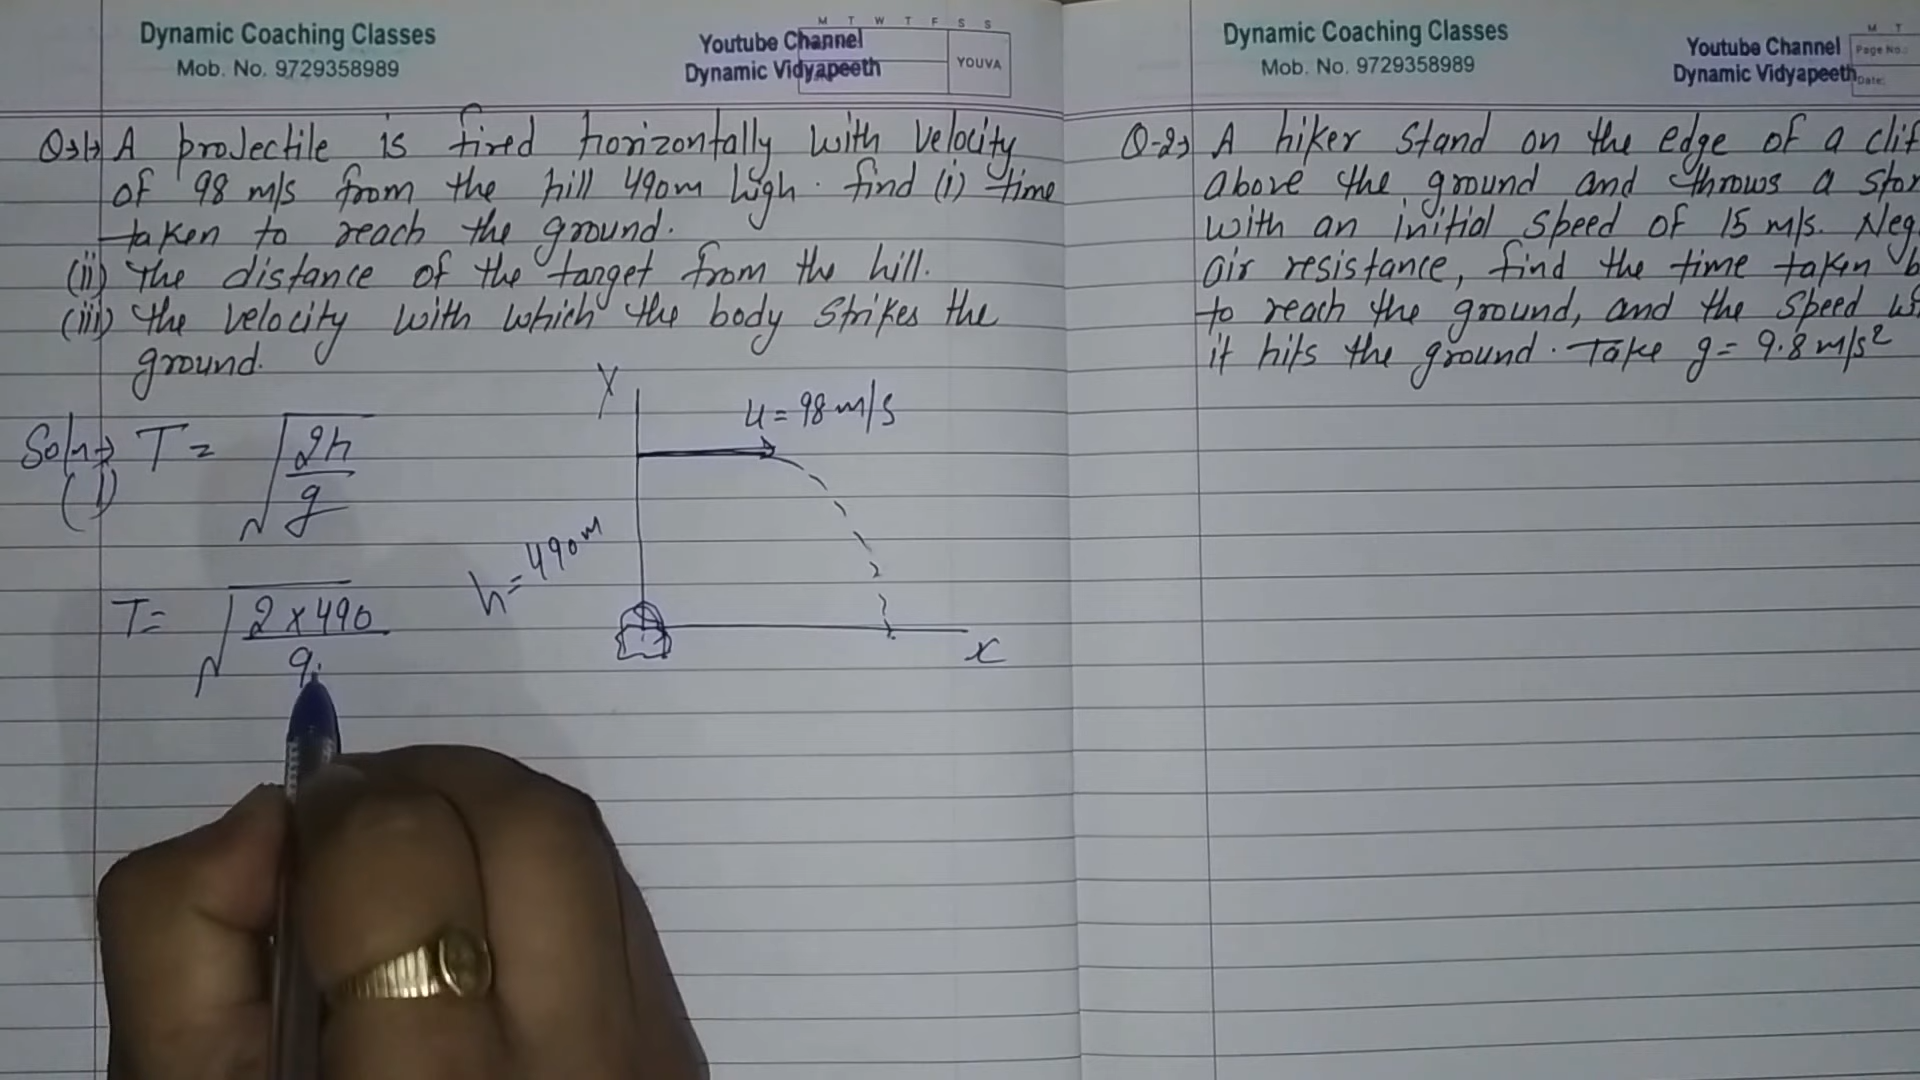 Dynamic Coaching Classes
Mob. No. 9729358989
M T W T F S S
Youtube Channel
Dynamic Vidyapeeth
YOUVA
Q-1→ A projectile is fired horizontally with velocity
of 98 m/s from the hill 490m high. find (i) time
taken to reach the ground.
(ii) The distance of the target from the hill.
(iii) the velocity with which the body strikes the
ground.
Soln→ T = √2h/g
(i)
T = √2×490/9.
Y
u = 98 m/s
h = 490m
x
Dynamic Coaching Classes
Mob. No. 9729358989
M T
Youtube Channel
Dynamic Vidyapeeth
Page No.:
Date:
Q-2→ A hiker stand on the edge of a clif
above the ground and throws a sto
with an initial speed of 15 m/s. Neg
air resistance, find the time taken b
to reach the ground, and the speed w
it hits the ground. Take g = 9.8 m/s²